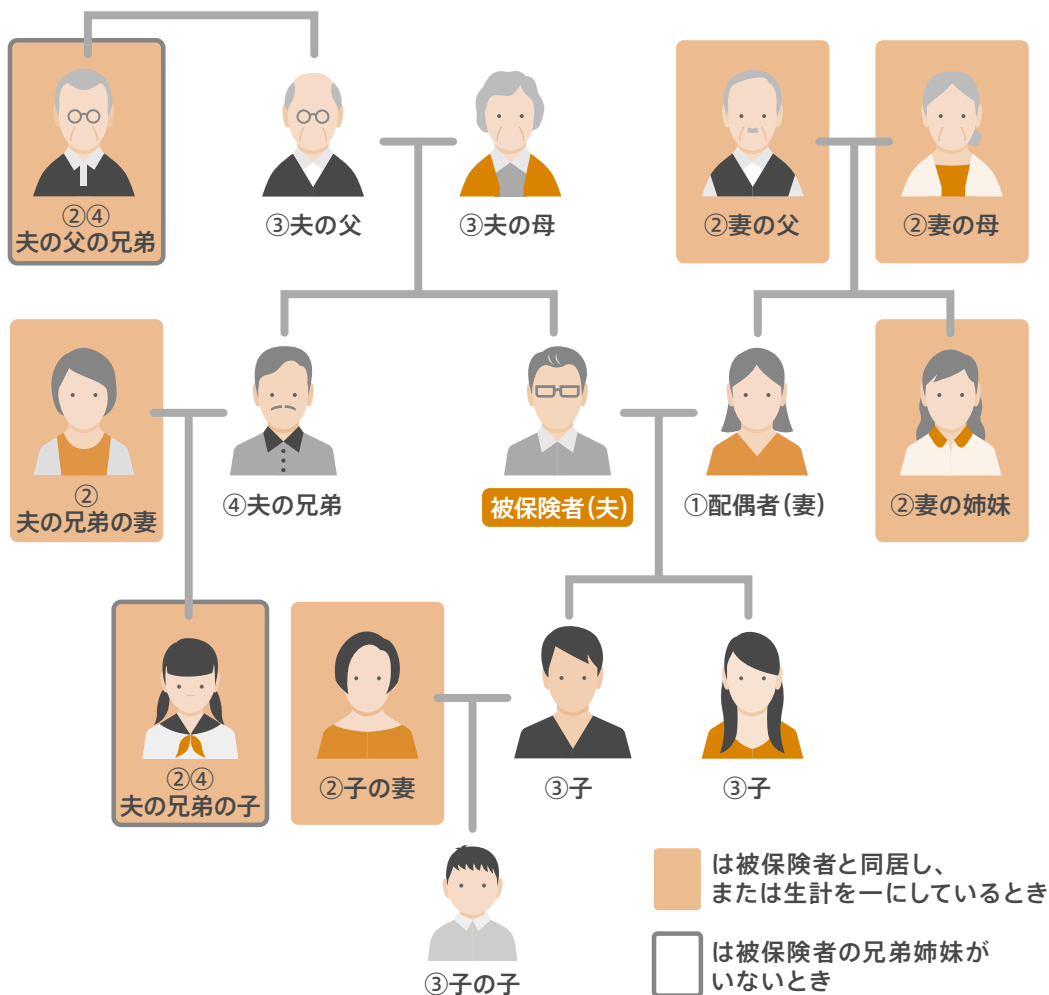 ②④
夫の父の兄弟
③夫の父
③夫の母
②妻の父
②妻の母
②
夫の兄弟の妻
④夫の兄弟
被保険者(夫)
①配偶者(妻)
②妻の姉妹
②④
夫の兄弟の子
②子の妻
③子
③子
③子の子
は被保険者と同居し、
または生計を一にしているとき
は被保険者の兄弟姉妹が
いないとき